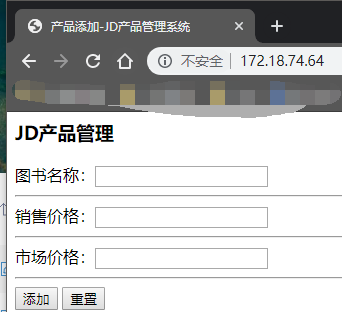 产品添加-JD产品管理系统
不安全 | 172.18.74.64
JD产品管理
图书名称：
销售价格：
市场价格：
添加 重置